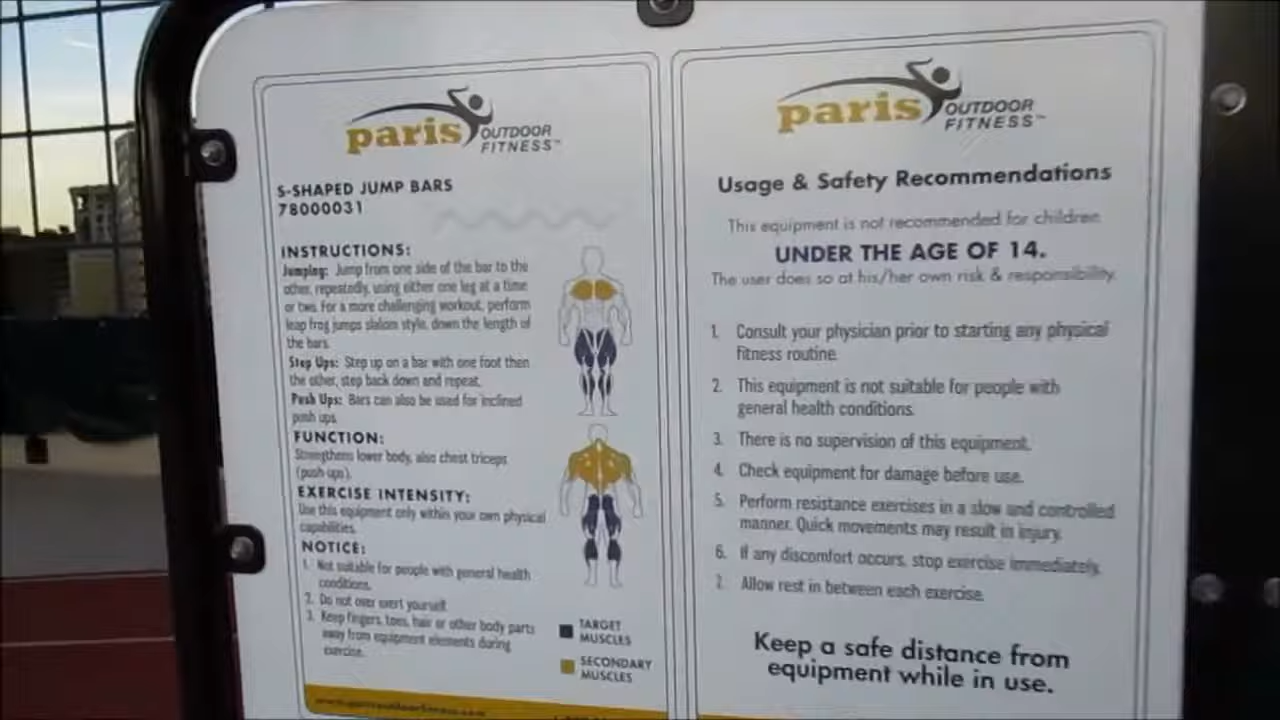 paris OUTDOOR
FITNESS™
S-SHAPED JUMP BARS
78000031
INSTRUCTIONS:
Jumping: Jump from one side of the bar to the
other, repeatedly, using either one leg at a time
or two. For a more challenging workout, perform
leap frog jumps slalom style, down the length of
the bars.
Step Ups: Step up on a bar with one foot then
the other, step back down and repeat.
Push Ups: Bars can also be used for inclined
push ups.
FUNCTION:
Strengthens lower body, also chest triceps
(push-ups).
EXERCISE INTENSITY:
Use this equipment only within your own physical
capabilities.
NOTICE:
1. Not suitable for people with general health
conditions.
2. Do not over exert yourself.
3. Keep fingers, toes, hair or other body parts
away from equipment elements during
exercise.
TARGET
MUSCLES
SECONDARY
MUSCLES
www.parisoutdoorfitness.com
paris OUTDOOR
FITNESS™
Usage & Safety Recommendations
This equipment is not recommended for children
UNDER THE AGE OF 14.
The user does so at his/her own risk & responsibility.
1. Consult your physician prior to starting any physical
fitness routine.
2. This equipment is not suitable for people with
general health conditions.
3. There is no supervision of this equipment.
4. Check equipment for damage before use.
5. Perform resistance exercises in a slow and controlled
manner. Quick movements may result in injury.
6. If any discomfort occurs, stop exercise immediately.
7. Allow rest in between each exercise.
Keep a safe distance from
equipment while in use.